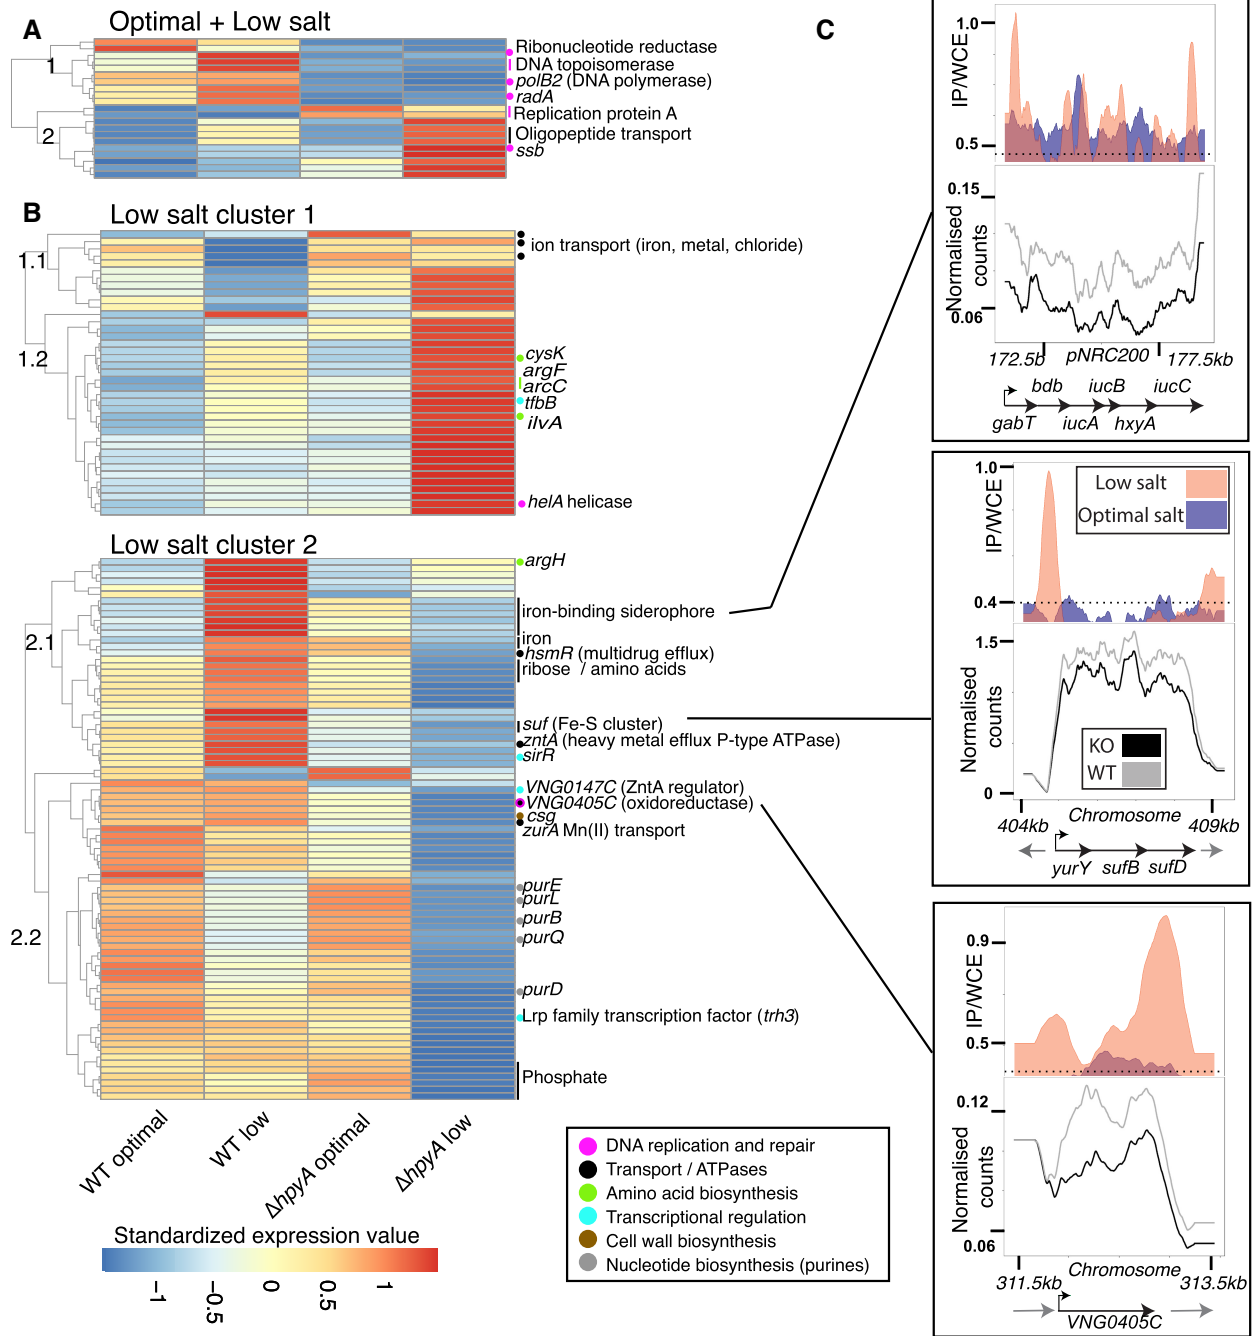 A
Optimal + Low salt
1
2
Ribonucleotide reductase
DNA topoisomerase
polB2 (DNA polymerase)
radA
Replication protein A
Oligopeptide transport
ssb
B
Low salt cluster 1
1.1
1.2
ion transport (iron, metal, chloride)
cysK
argF
arcC
tfbB
ilvA
helA helicase
Low salt cluster 2
2.1
2.2
argH
iron-binding siderophore
iron
hsmR (multidrug efflux)
ribose / amino acids
suf (Fe-S cluster)
zntA (heavy metal efflux P-type ATPase)
sirR
VNG0147C (ZntA regulator)
VNG0405C (oxidoreductase)
csg
zurA Mn(II) transport
purE
purL
purB
purQ
purD
Lrp family transcription factor (trh3)
Phosphate
WT optimal
WT low
ΔhpyA optimal
ΔhpyA low
Standardized expression value
−1
−0.5
0
0.5
1
DNA replication and repair
Transport / ATPases
Amino acid biosynthesis
Transcriptional regulation
Cell wall biosynthesis
Nucleotide biosynthesis (purines)
C
1.0
IP/WCE
0.5
0.15
Normalised
counts
0.06
172.5b
pNRC200
177.5kb
bdb
iucB
iucC
gabT
iucA
hxyA
1.0
IP/WCE
0.4
Low salt
Optimal salt
1.5
Normalised
counts
0
KO
WT
Chromosome
404kb
409kb
yurY
sufB
sufD
0.9
IP/WCE
0.5
0.12
Normalised
counts
0.06
Chromosome
311.5kb
313.5kb
VNG0405C